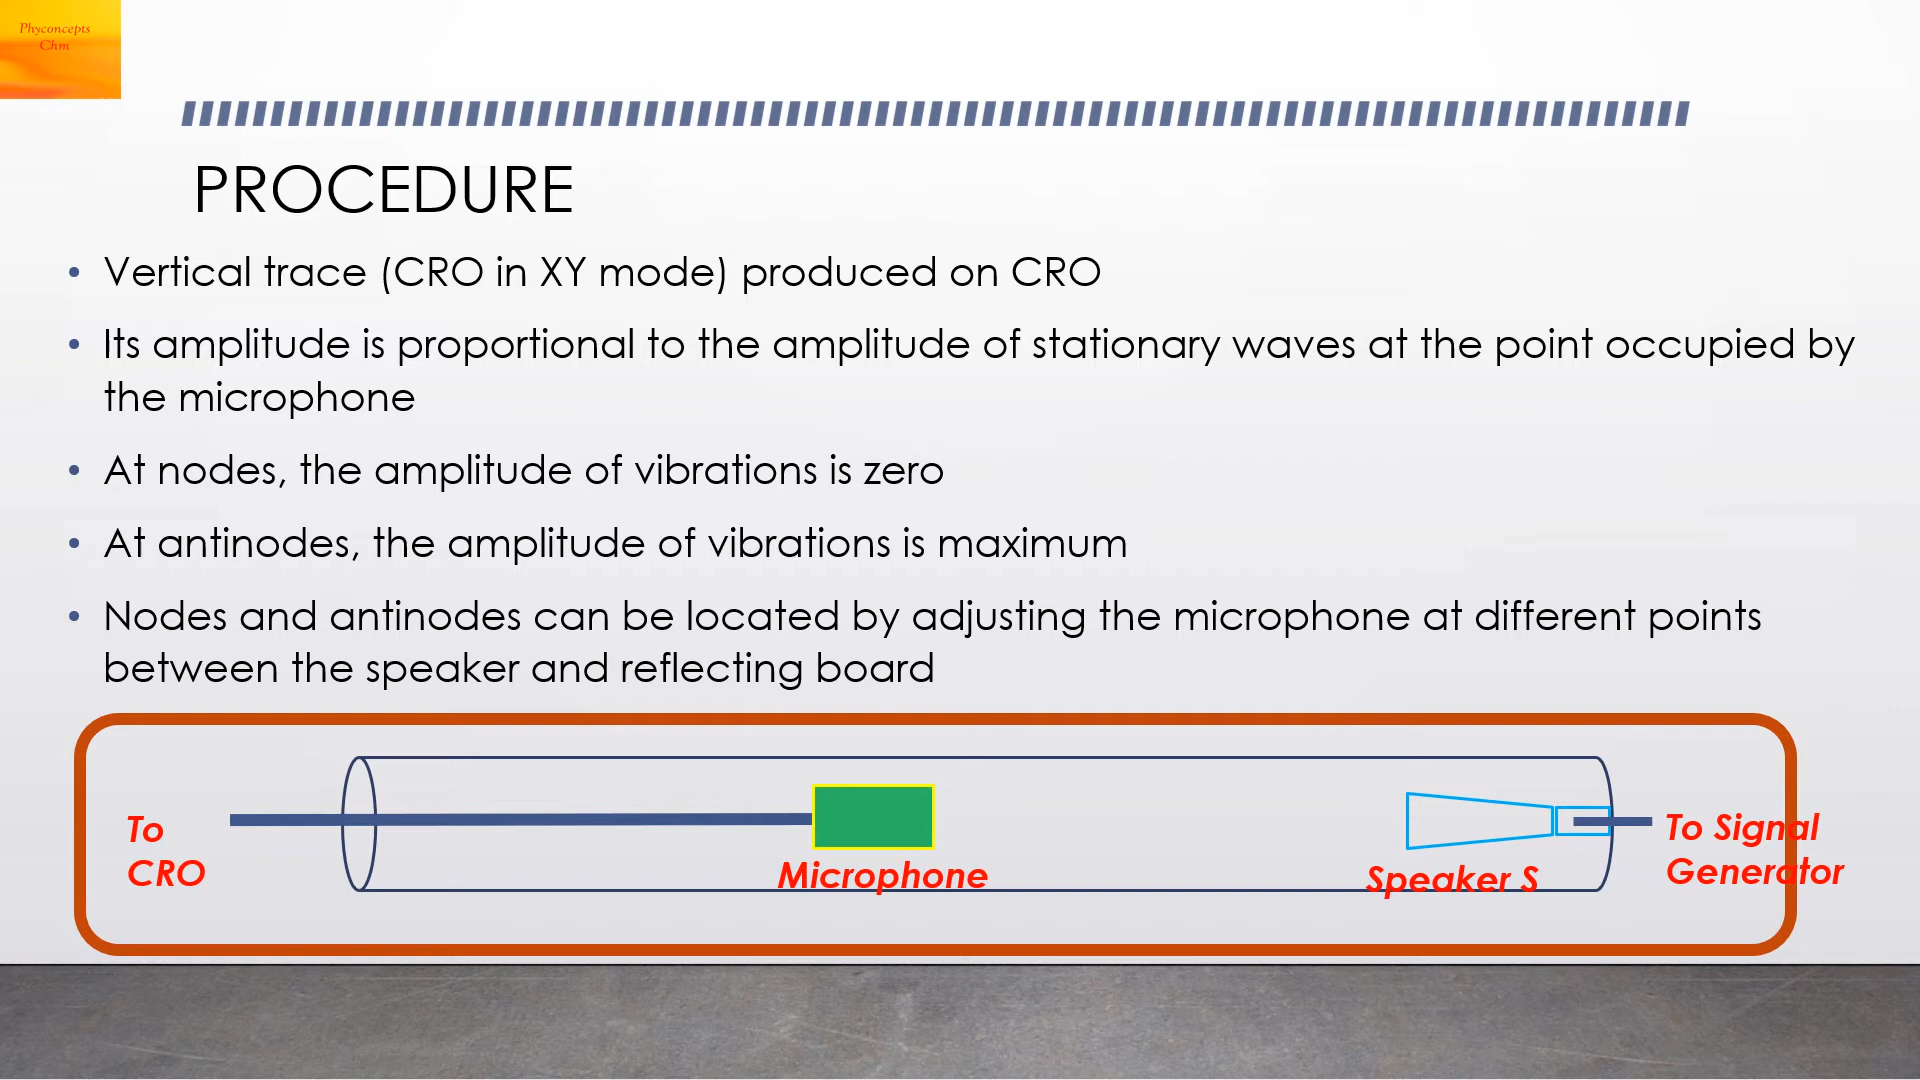 Phyconcepts
Chm
PROCEDURE
• Vertical trace (CRO in XY mode) produced on CRO
• Its amplitude is proportional to the amplitude of stationary waves at the point occupied by
the microphone
• At nodes, the amplitude of vibrations is zero
• At antinodes, the amplitude of vibrations is maximum
• Nodes and antinodes can be located by adjusting the microphone at different points
between the speaker and reflecting board
To
CRO
Microphone
Speaker S
To Signal
Generator